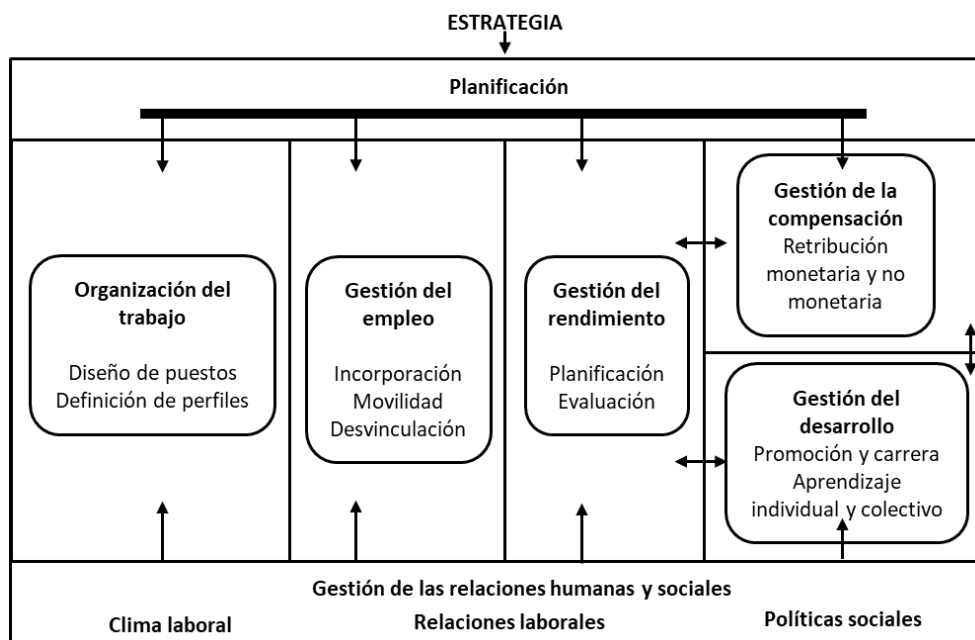 ESTRATEGIA
Planificación
Organización del
trabajo
Diseño de puestos
Definición de perfiles
Gestión del
empleo
Incorporación
Movilidad
Desvinculación
Gestión del
rendimiento
Planificación
Evaluación
Gestión de la
compensación
Retribución
monetaria y no
monetaria
Gestión del
desarrollo
Promoción y carrera
Aprendizaje
individual y colectivo
Gestión de las relaciones humanas y sociales
Clima laboral
Relaciones laborales
Políticas sociales